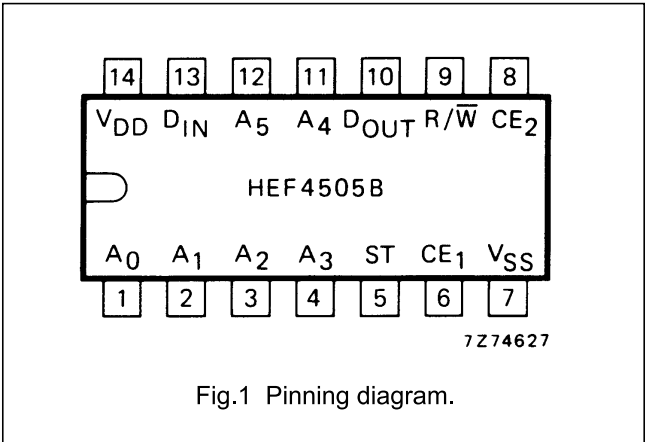 14 13 12 11 10 9 8
VDD DIN A5 A4 DOUT R/W̅ CE2
HEF4505B
A0 A1 A2 A3 ST CE1 VSS
1 2 3 4 5 6 7
7Z74627
Fig.1 Pinning diagram.